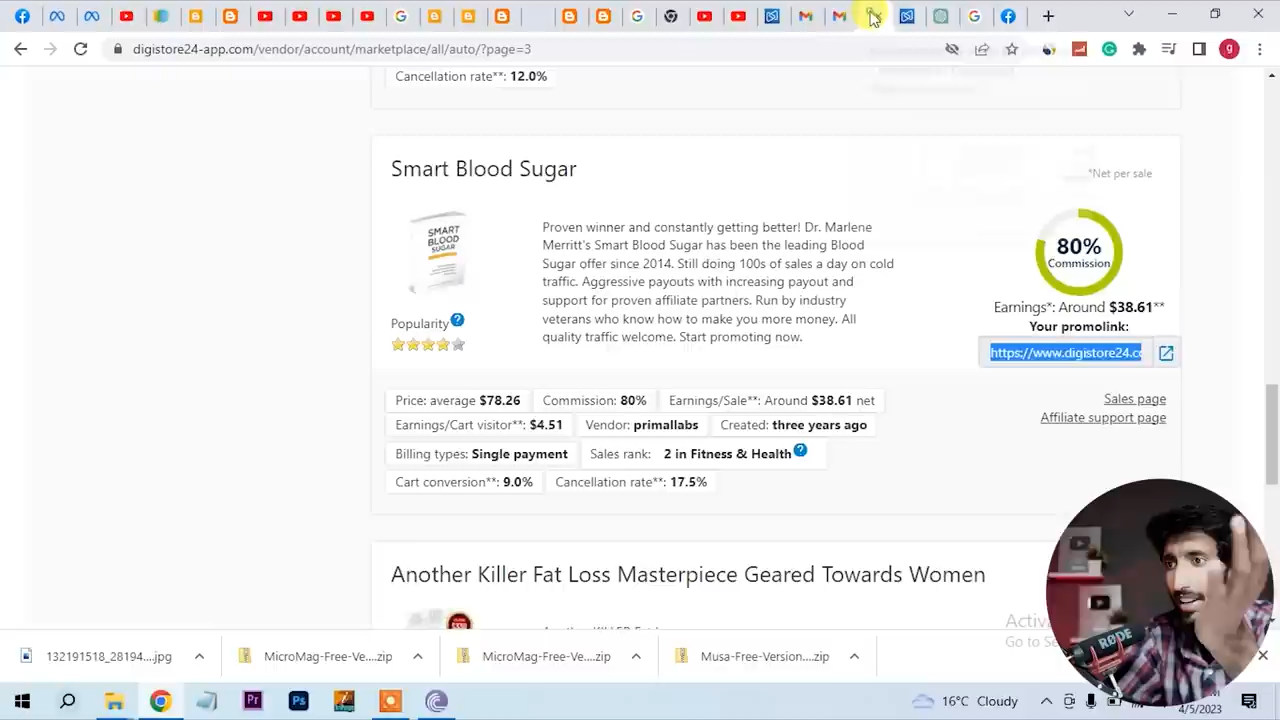 digistore24-app.com/vendor/account/marketplace/all/auto/?page=3
g
Cancellation rate**: 12.0%
Smart Blood Sugar
*Net per sale
SMART
BLOOD
SUGAR
Proven winner and constantly getting better! Dr. Marlene
Merritt's Smart Blood Sugar has been the leading Blood
Sugar offer since 2014. Still doing 100s of sales a day on cold
traffic. Aggressive payouts with increasing payout and
support for proven affiliate partners. Run by industry
veterans who know how to make you more money. All
quality traffic welcome. Start promoting now.
80%
Commission
Popularity
Earnings*: Around $38.61**
Your promolink:
https://www.digistore24.c
Price: average $78.26 Commission: 80% Earnings/Sale**: Around $38.61 net
Sales page
Earnings/Cart visitor**: $4.51 Vendor: primallabs Created: three years ago
Affiliate support page
Billing types: Single payment Sales rank: 2 in Fitness & Health
Cart conversion**: 9.0% Cancellation rate**: 17.5%
Another Killer Fat Loss Masterpiece Geared Towards Women
Go to Se
RØDE
132191518_28194....jpg MicroMag-Free-Ve....zip MicroMag-Free-Ve....zip Musa-Free-Version....zip
Pr Ps
16°C Cloudy
4/5/2023